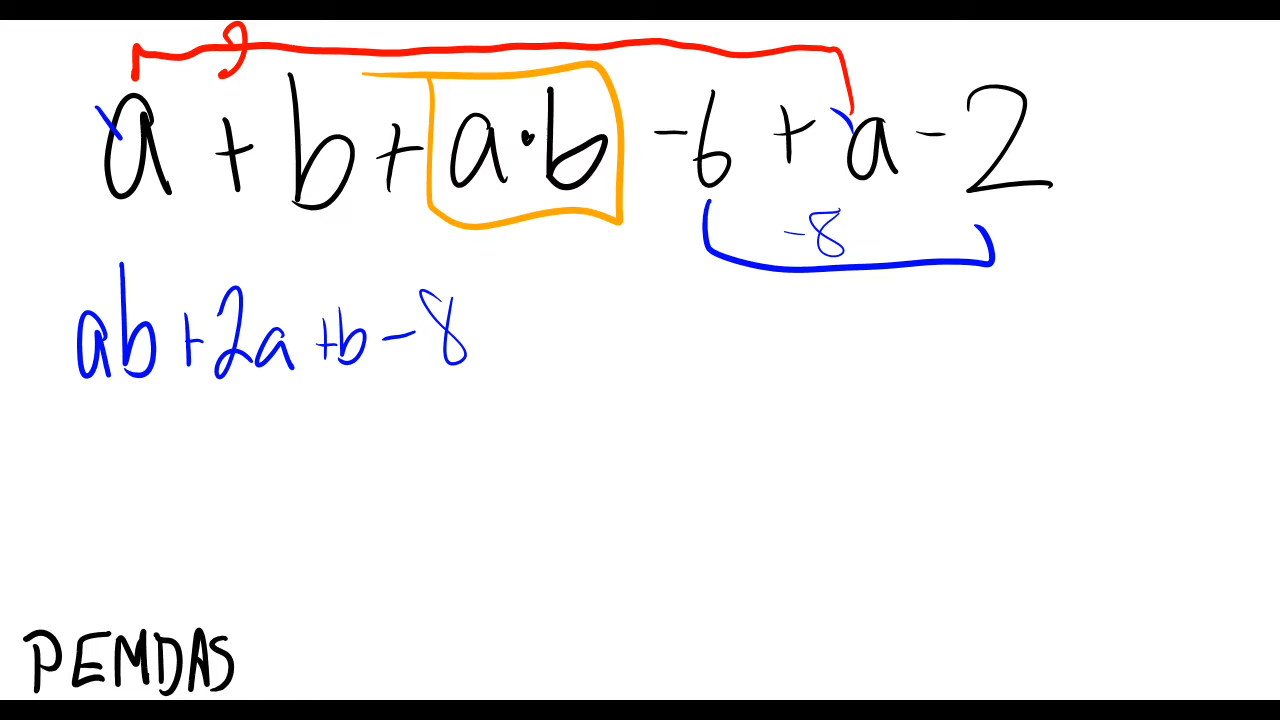 a + b + a · b - 6 + a - 2
-8
ab + 2a + b - 8
PEMDAS